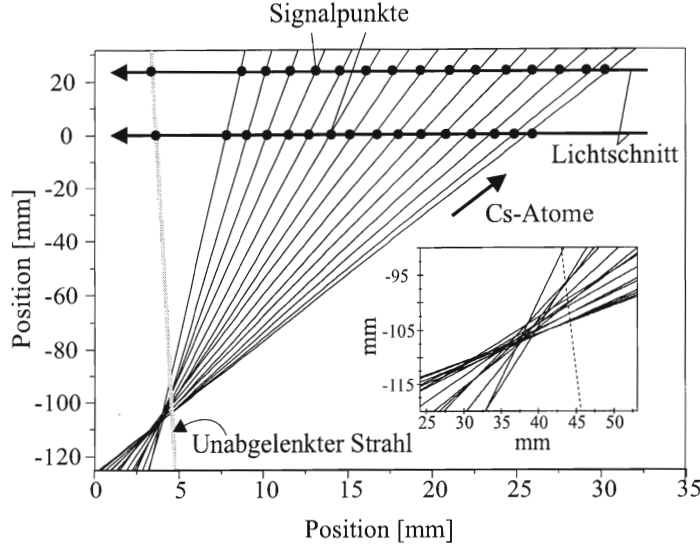 Signalpunkte
20
0
-20
-40
-60
-80
-100
-120
Position [mm]
Lichtschnitt
Cs-Atome
-95
-105
-115
mm
25 30 35 40 45 50
mm
Unabgelenkter Strahl
0 5 10 15 20 25 30 35
Position [mm]